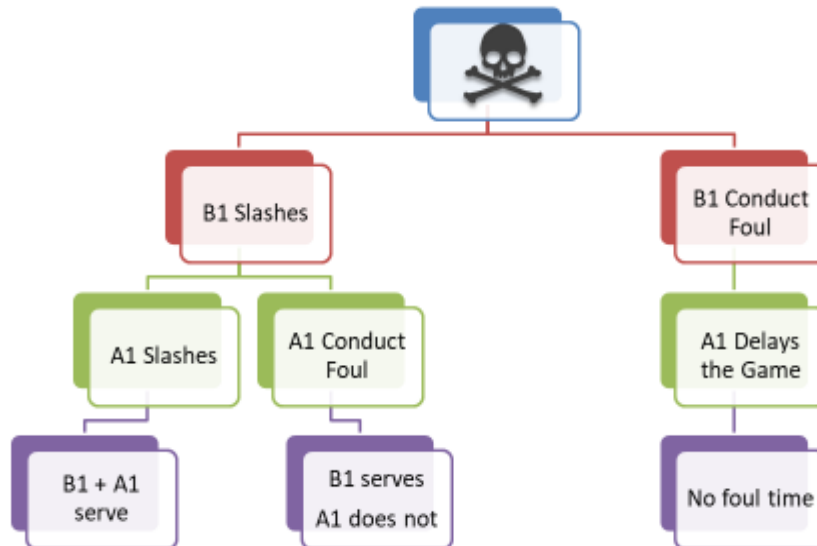 B1 Slashes
B1 Conduct
Foul
A1 Slashes
A1 Conduct
Foul
A1 Delays
the Game
B1 + A1
serve
B1 serves
A1 does not
No foul time